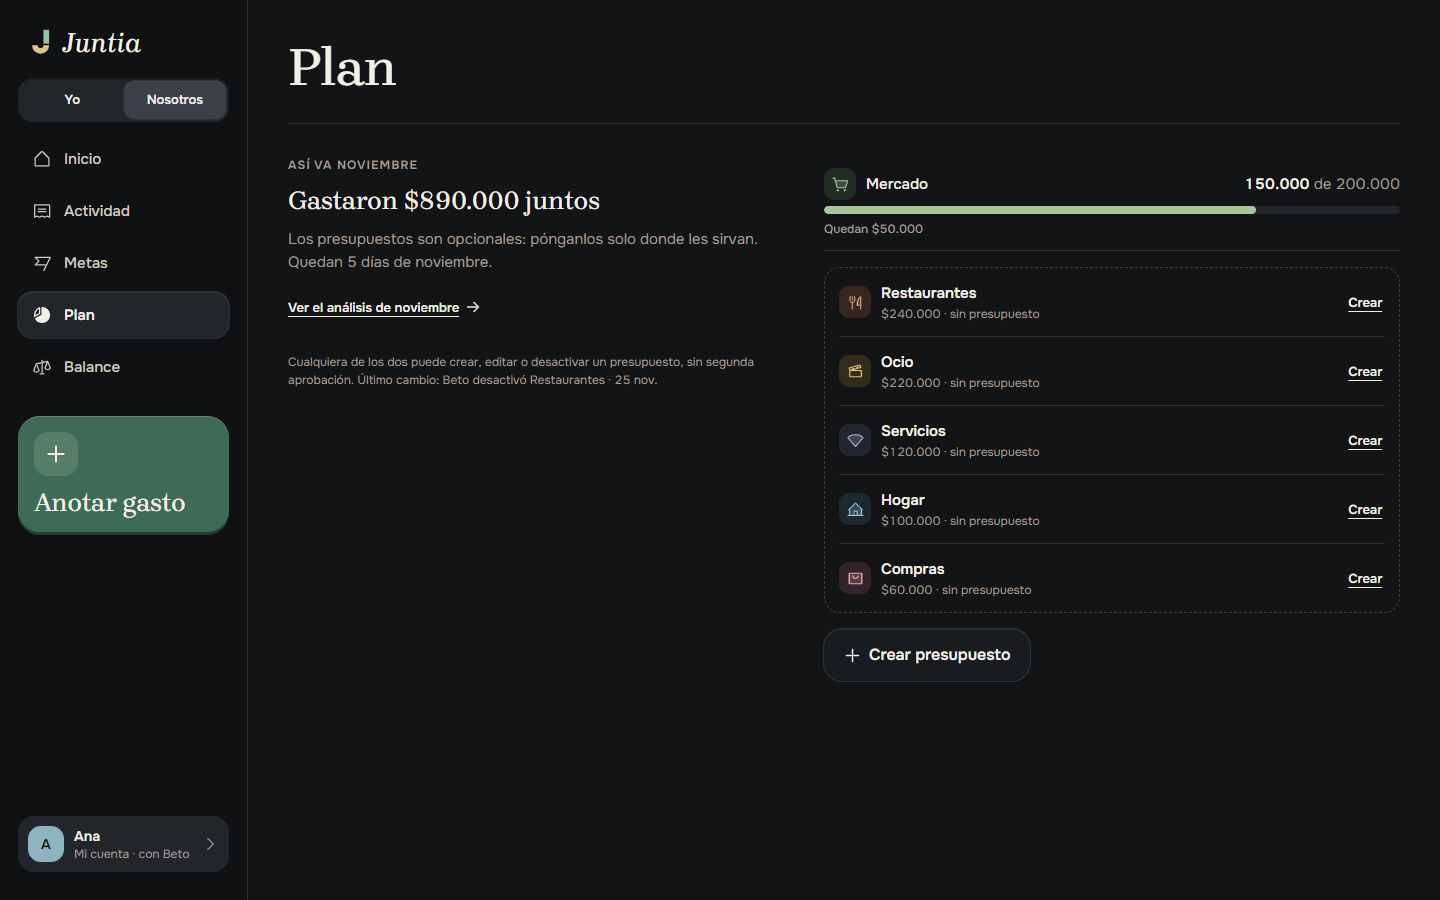 Juntia
Yo
Nosotros
Inicio
Actividad
Metas
Plan
Balance
Anotar gasto
A
Ana
Mi cuenta · con Beto
Plan
ASÍ VA NOVIEMBRE
Gastaron $890.000 juntos
Los presupuestos son opcionales: pónganlos solo donde les sirvan.
Quedan 5 días de noviembre.
Ver el análisis de noviembre →
Cualquiera de los dos puede crear, editar o desactivar un presupuesto, sin segunda
aprobación. Último cambio: Beto desactivó Restaurantes · 25 nov.
Mercado
150.000 de 200.000
Quedan $50.000
Restaurantes
$240.000 · sin presupuesto
Crear
Ocio
$220.000 · sin presupuesto
Crear
Servicios
$120.000 · sin presupuesto
Crear
Hogar
$100.000 · sin presupuesto
Crear
Compras
$60.000 · sin presupuesto
Crear
+ Crear presupuesto